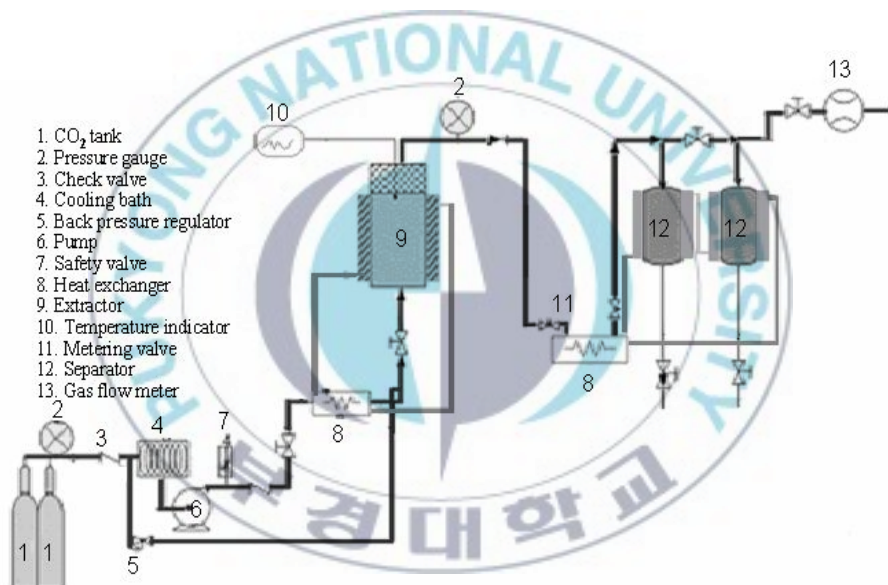 PUKYONG NATIONAL UNIVERSITY
13
2
10
1. CO₂ tank
2. Pressure gauge
3. Check valve
4. Cooling bath
5. Back pressure regulator
6. Pump
7. Safety valve
8. Heat exchanger
9. Extractor
10. Temperature indicator
11. Metering valve
12. Separator
13. Gas flow meter
12 12
9
11
8
2
7
4
3
8
6
1 1
5
부경대학교